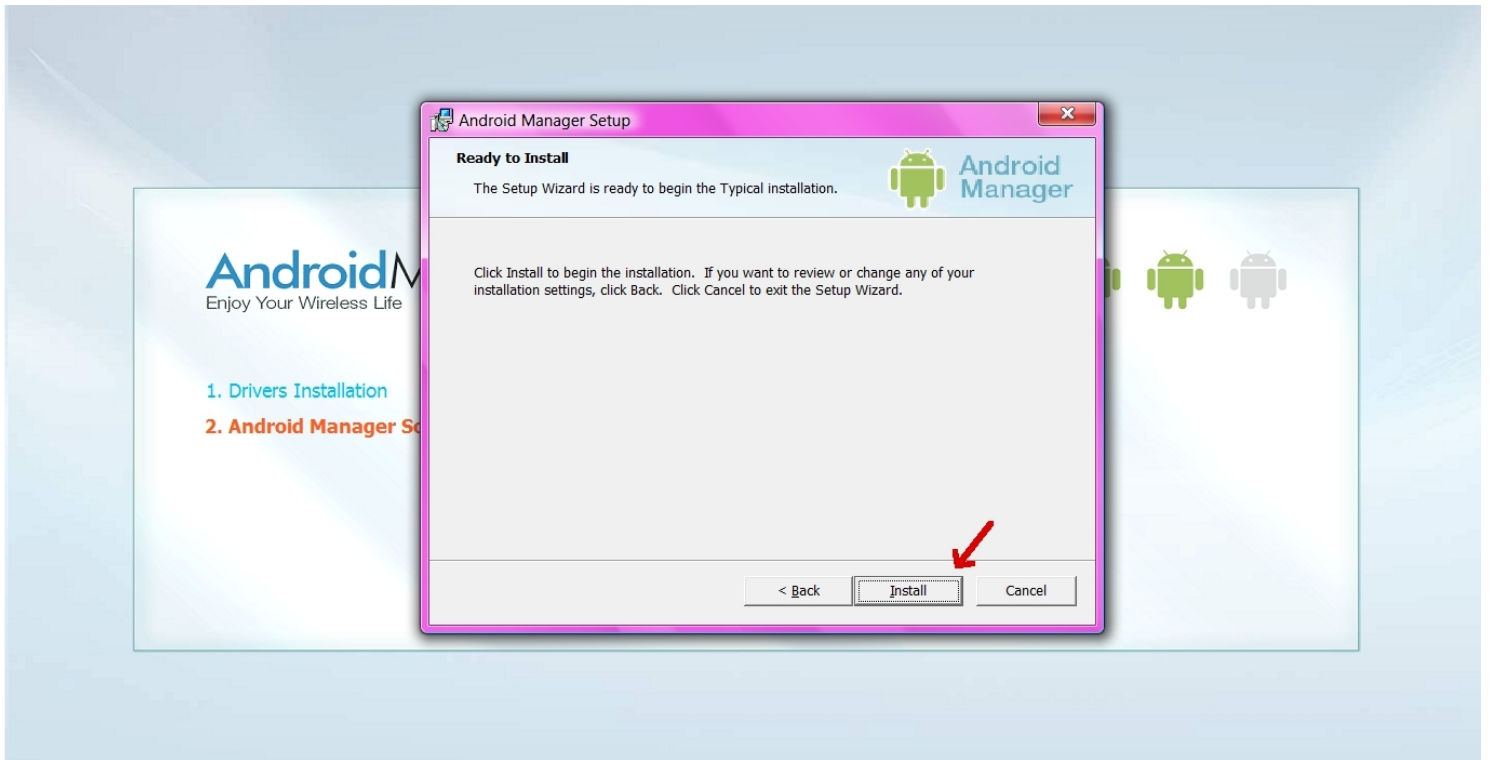 Android Manager Setup
Ready to Install
The Setup Wizard is ready to begin the Typical installation.
Android
Manager
AndroidM
Enjoy Your Wireless Life
Click Install to begin the installation. If you want to review or change any of your
installation settings, click Back. Click Cancel to exit the Setup Wizard.
1. Drivers Installation
2. Android Manager So
< Back
Install
Cancel